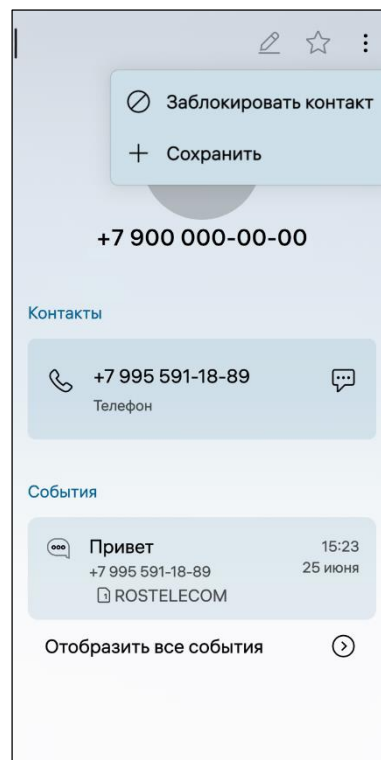 Заблокировать контакт
Сохранить
+7 900 000-00-00
Контакты
+7 995 591-18-89
Телефон
События
Привет 15:23
+7 995 591-18-89 25 июня
1 ROSTELECOM
Отобразить все события